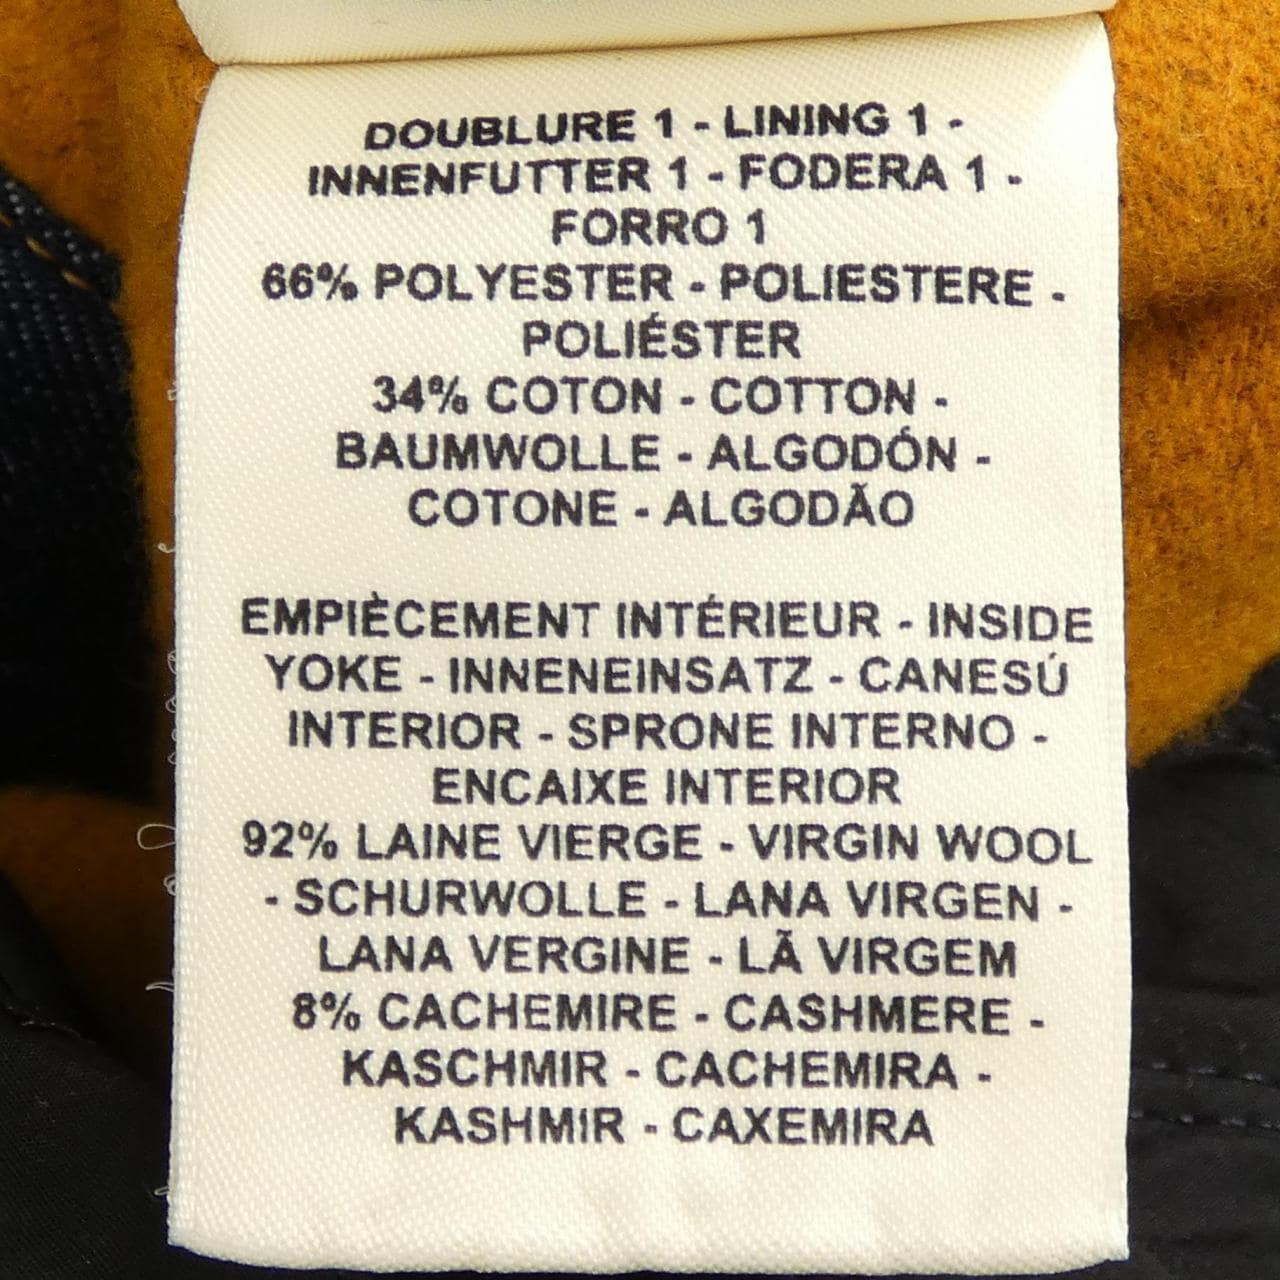 DOUBLURE 1 - LINING 1 -
INNENFUTTER 1 - FODERA 1 -
FORRO 1
66% POLYESTER - POLIESTERE -
POLIÉSTER
34% COTON - COTTON -
BAUMWOLLE - ALGODÓN -
COTONE - ALGODÃO
EMPIÈCEMENT INTÉRIEUR - INSIDE
YOKE - INNENEINSATZ - CANESÚ
INTERIOR - SPRONE INTERNO -
ENCAIXE INTERIOR
92% LAINE VIERGE - VIRGIN WOOL
- SCHURWOLLE - LANA VIRGEN -
LANA VERGINE - LÃ VIRGEM
8% CACHEMIRE - CASHMERE -
KASCHMIR - CACHEMIRA -
KASHMIR - CAXEMIRA